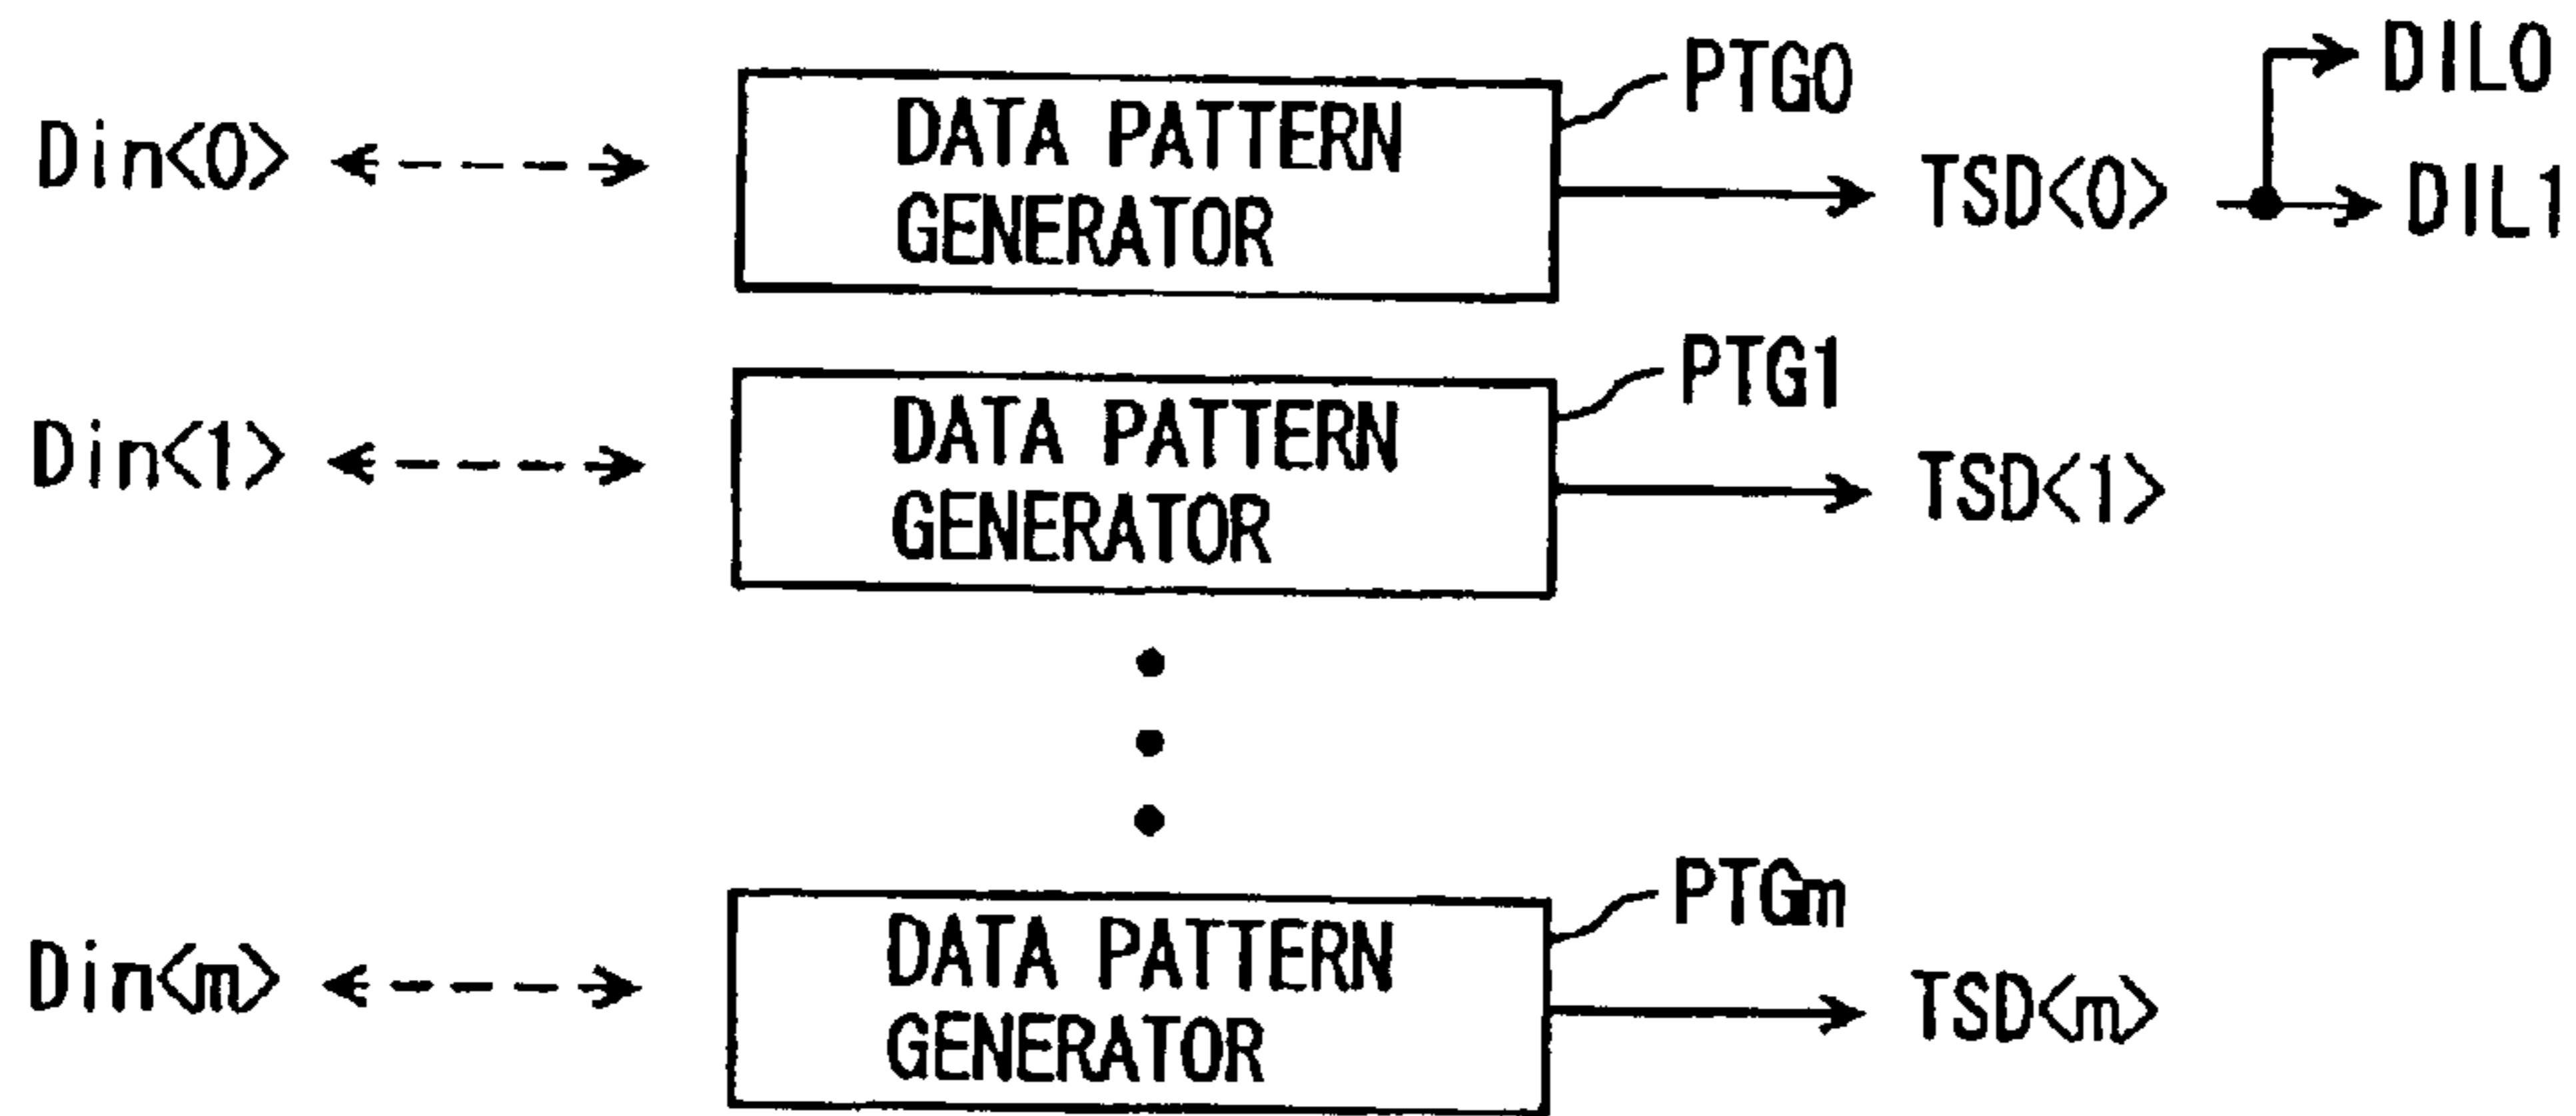 PTG0
DIL0
Din<0>
DATA PATTERN
GENERATOR
TSD<0>
DIL1
PTG1
Din<1>
DATA PATTERN
GENERATOR
TSD<1>
PTGm
Din<m>
DATA PATTERN
GENERATOR
TSD<m>